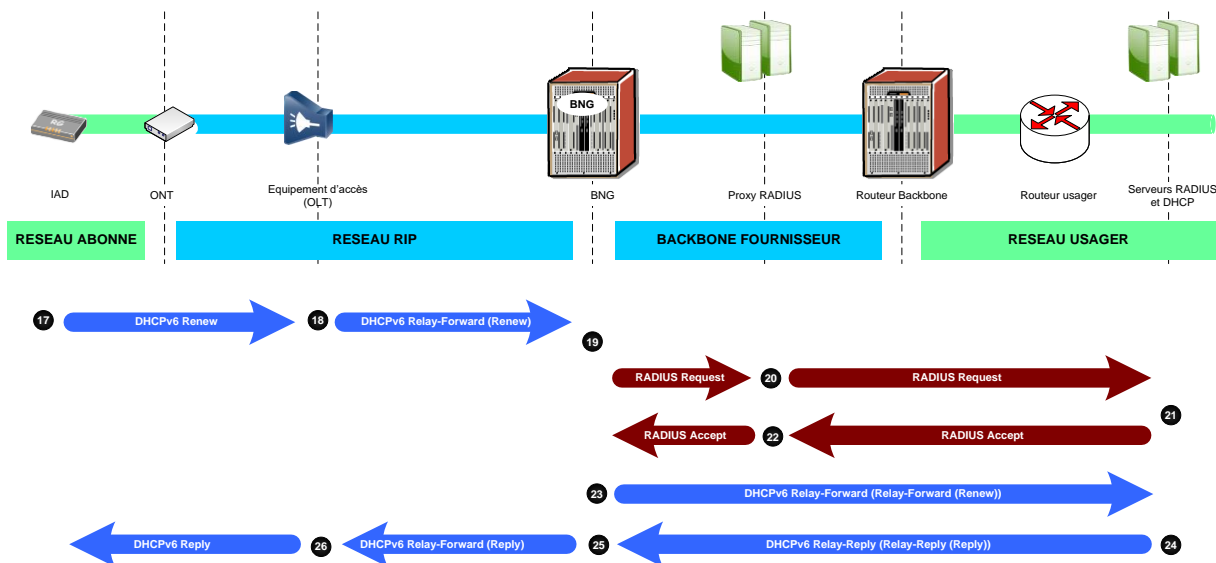 BNG
RG
IAD
ONT
Equipement d'accès
(OLT)
BNG
Proxy RADIUS
Routeur Backbone
Routeur usager
Serveurs RADIUS
et DHCP
RESEAU ABONNE
RESEAU RIP
BACKBONE FOURNISSEUR
RESEAU USAGER
17
DHCPv6 Renew
18
DHCPv6 Relay-Forward (Renew)
19
RADIUS Request
20
RADIUS Request
21
RADIUS Accept
22
RADIUS Accept
23
DHCPv6 Relay-Forward (Relay-Forward (Renew))
DHCPv6 Reply
26
DHCPv6 Relay-Forward (Reply)
25
DHCPv6 Relay-Reply (Relay-Reply (Reply))
24